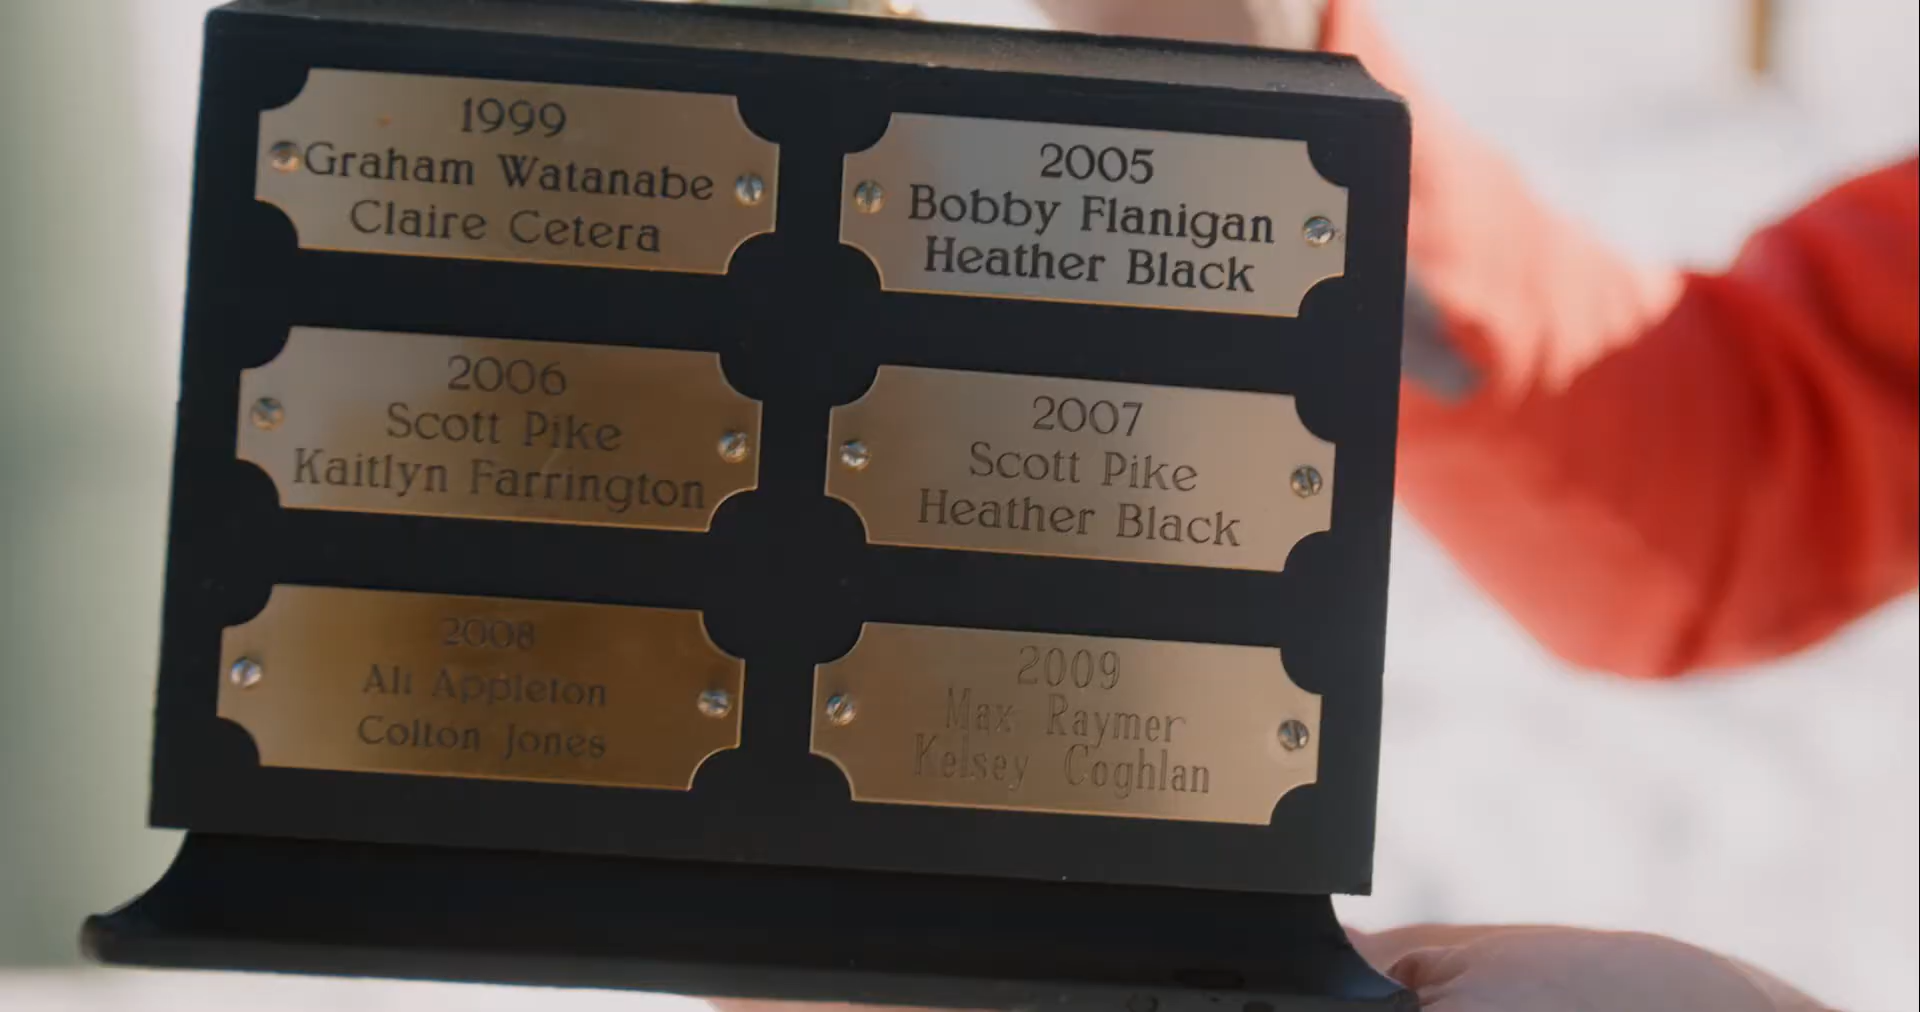 1999
Graham Watanabe
Claire Cetera
2005
Bobby Flanigan
Heather Black
2006
Scott Pike
Kaitlyn Farrington
2007
Scott Pike
Heather Black
2008
Ali Appleton
Colton Jones
2009
Max Raymer
Kelsey Coghlan